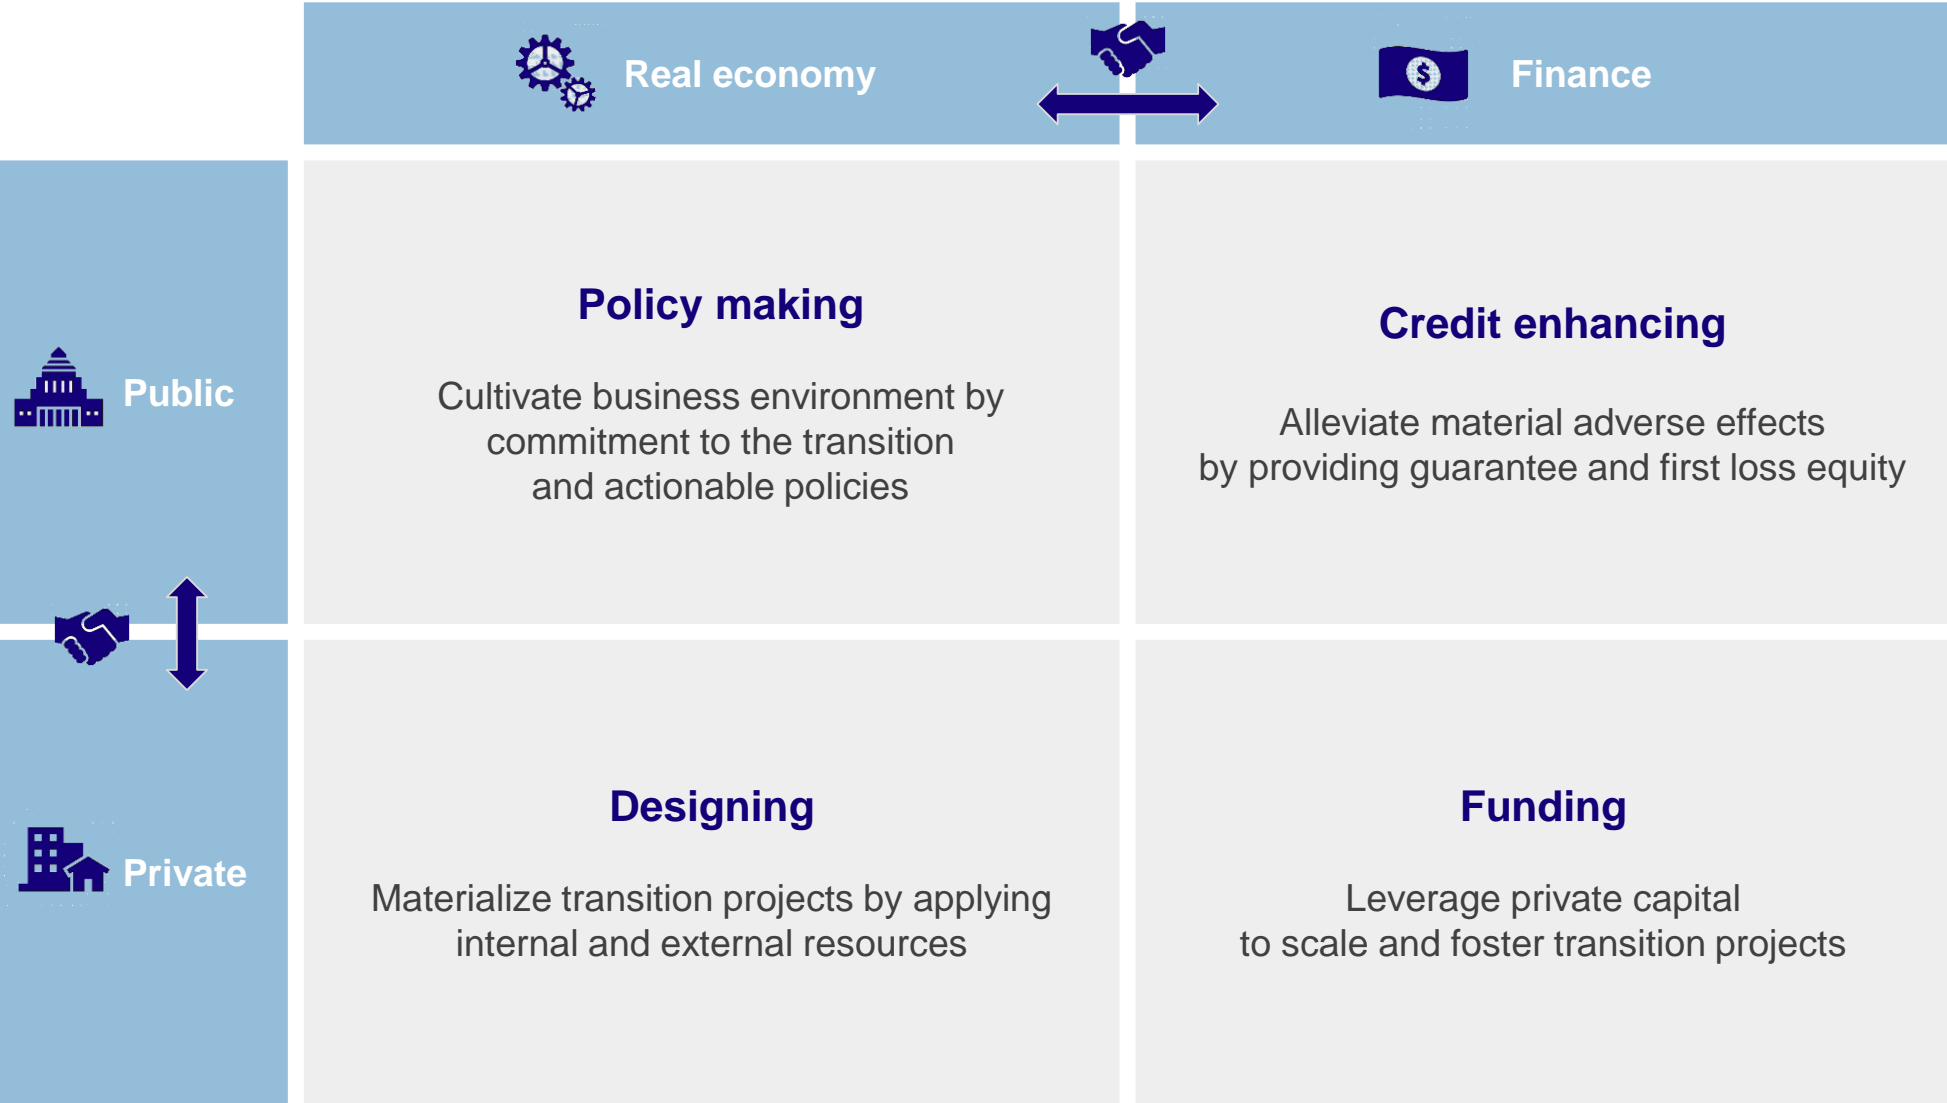 Real economy
Finance
Public
Policy making
Cultivate business environment by
commitment to the transition
and actionable policies
Credit enhancing
Alleviate material adverse effects
by providing guarantee and first loss equity
Private
Designing
Materialize transition projects by applying
internal and external resources
Funding
Leverage private capital
to scale and foster transition projects